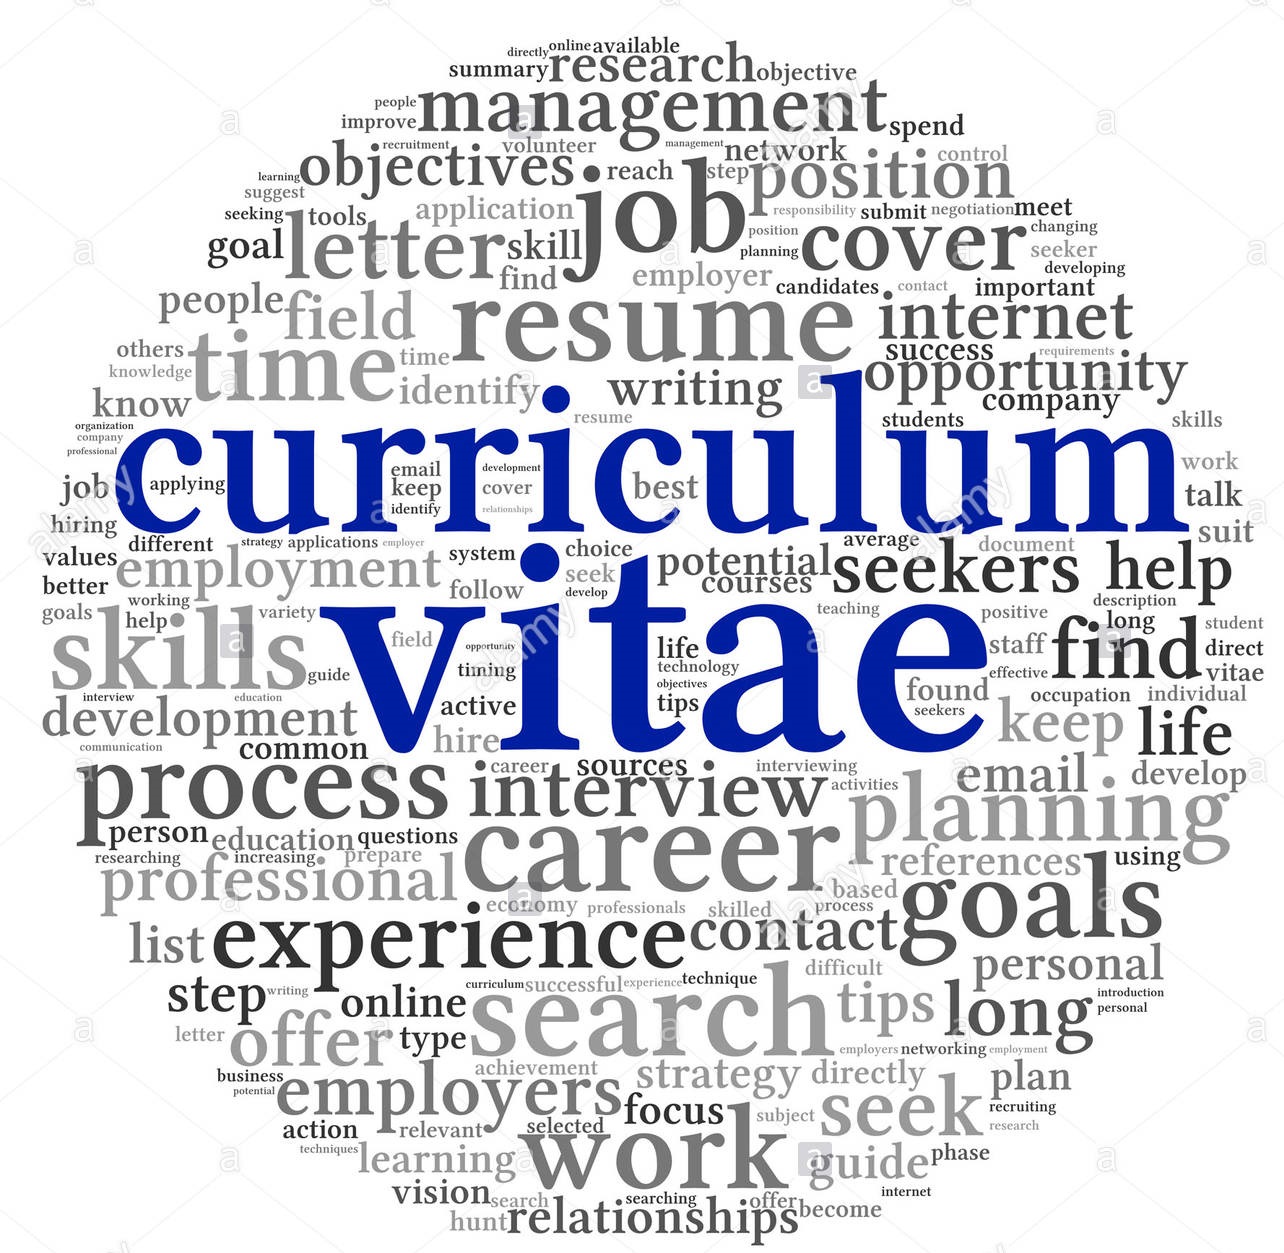 directly online available
summary research objective
people management
improve spend
recruitment volunteer management network control
objectives reach step position
learning
suggest job
seeking tools application responsibility submit negotiation meet
goal letter skill position cover changing
planning seeker
find employer developing
candidates contact important
people field resume internet
others time time success requirements
knowledge identify writing opportunity
know company
organization resume students skills
company
professional curriculum work
job applying email development best talk
keep cover
identify relationships
hiring suit
values different strategy applications employer system choice average document
employment potential seekers help
better follow seek courses
develop
goals working variety teaching positive description
help long student
skills vitae field opportunity life staff find direct
guide timing technology effective vitae
objectives found
interview education active tips seekers occupation individual
development keep life
communication common hire
process career sources interviewing email develop
interview activities planning
person education questions career
researching increasing prepare references using
professional based goals
economy professionals skilled process
list experience contact
difficult personal
step writing curriculum successful experience technique
online search tips long introduction
personal
letter offer type
employers networking employment
business achievement strategy directly plan
potential employers focus subject seek recruiting
action relevant selected work research
techniques learning guide phase
vision search searching offer internet
become
hunt relationships
alamy